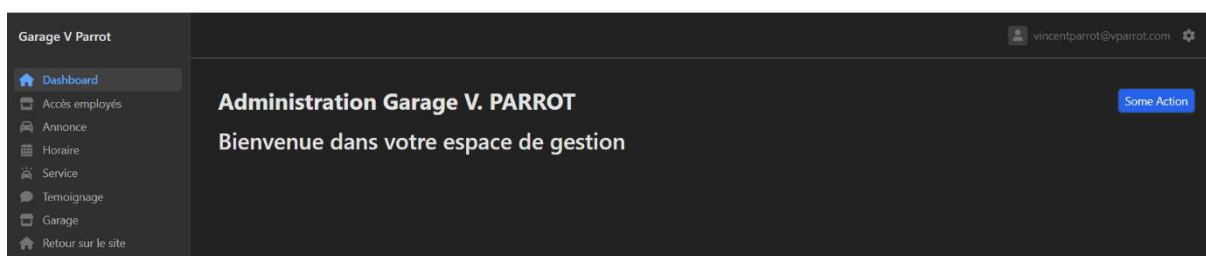 Garage V Parrot
vincentparrot@vparrot.com
Dashboard
Accès employés
Annonce
Horaire
Service
Temoignage
Garage
Retour sur le site
Administration Garage V. PARROT
Some Action
Bienvenue dans votre espace de gestion